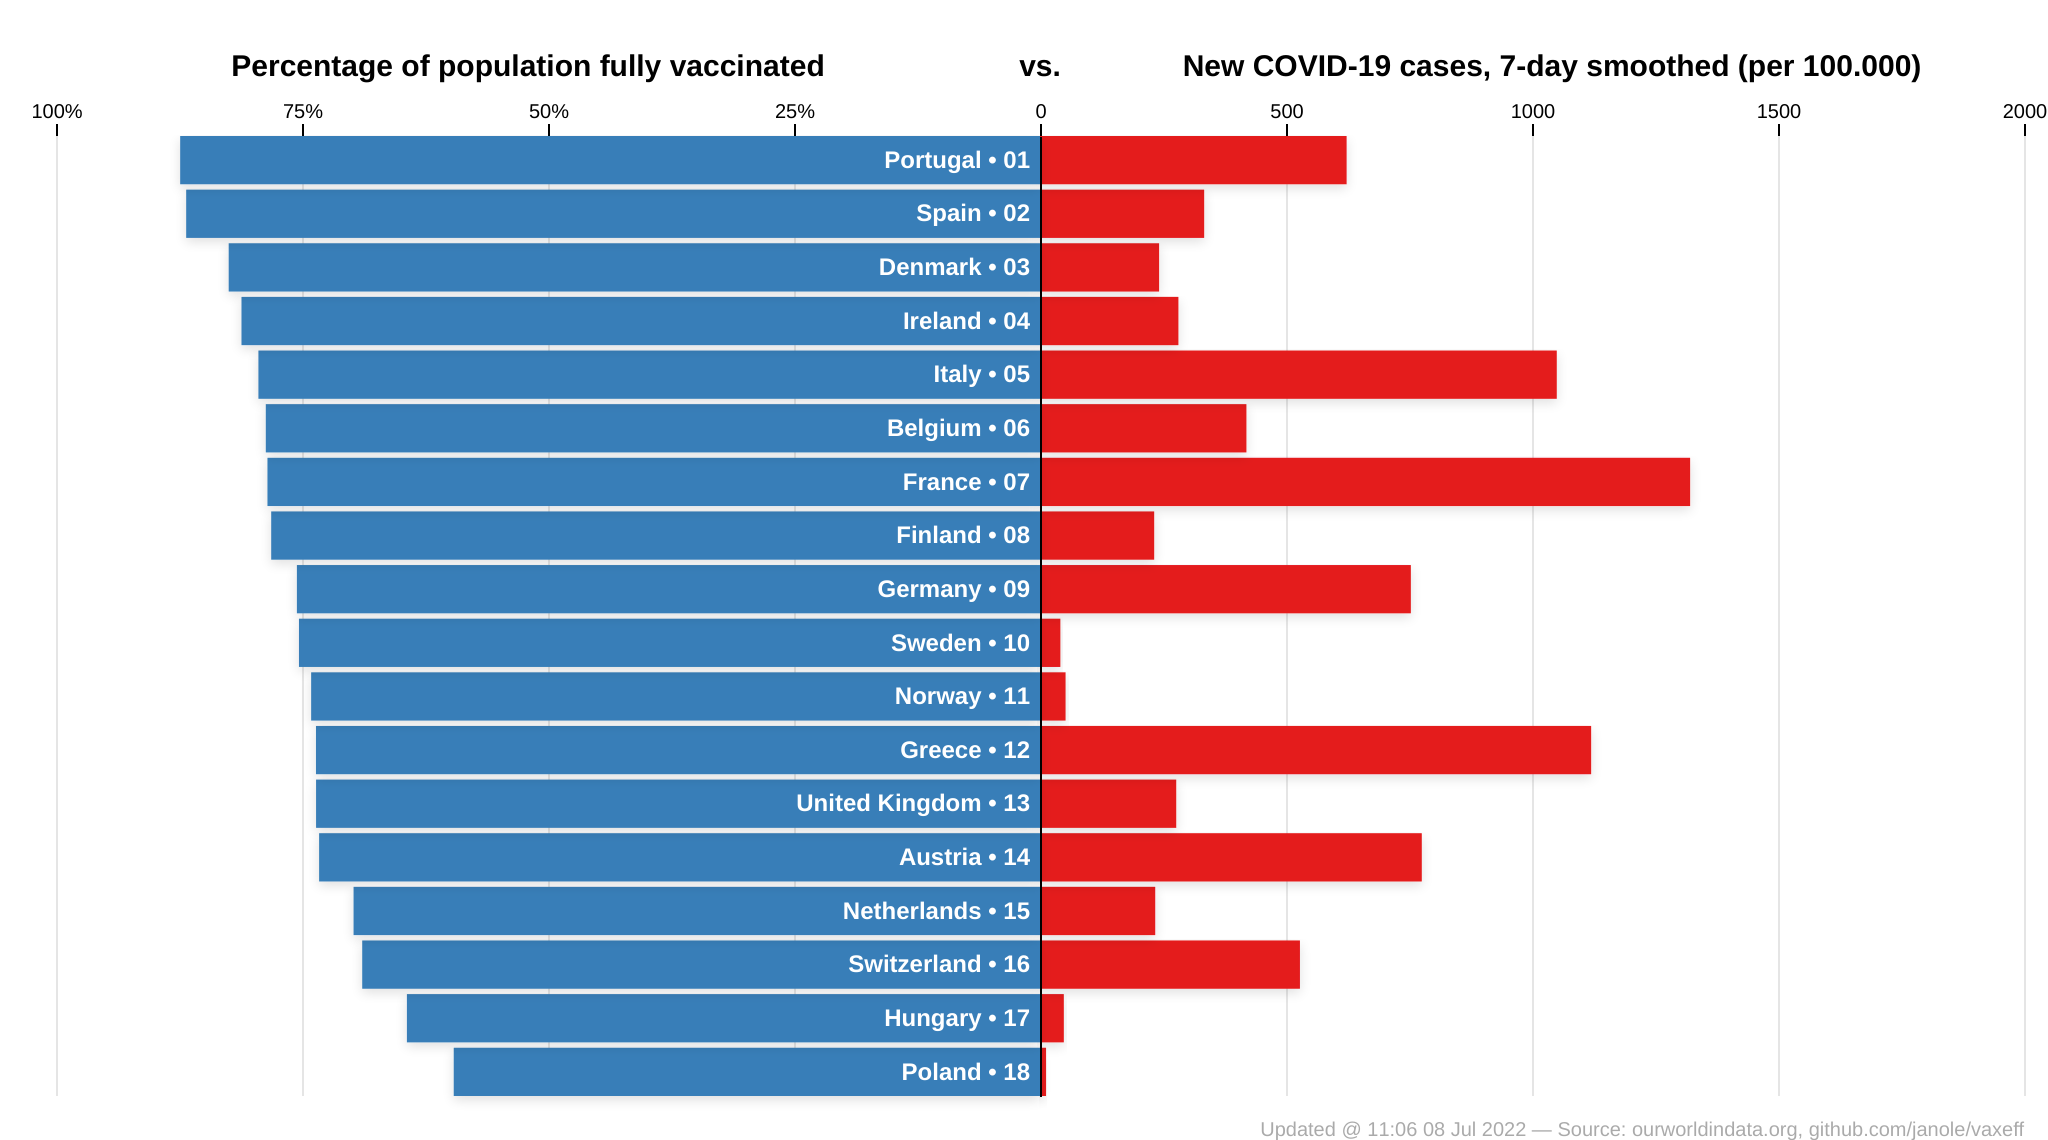 Percentage of population fully vaccinated vs. New COVID-19 cases, 7-day smoothed (per 100.000)
100% 75% 50% 25% 0 500 1000 1500 2000
Portugal • 01
Spain • 02
Denmark • 03
Ireland • 04
Italy • 05
Belgium • 06
France • 07
Finland • 08
Germany • 09
Sweden • 10
Norway • 11
Greece • 12
United Kingdom • 13
Austria • 14
Netherlands • 15
Switzerland • 16
Hungary • 17
Poland • 18
Updated @ 11:06 08 Jul 2022 — Source: ourworldindata.org, github.com/janole/vaxeff